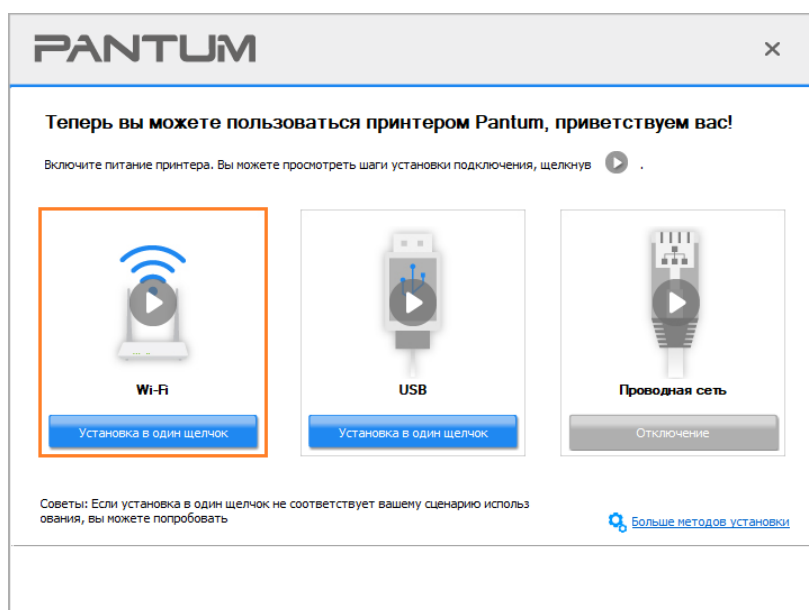 PANTUM
Теперь вы можете пользоваться принтером Pantum, приветствуем вас!
Включите питание принтера. Вы можете просмотреть шаги установки подключения, щелкнув .
Wi-Fi
Установка в один щелчок
USB
Установка в один щелчок
Проводная сеть
Отключение
Советы: Если установка в один щелчок не соответствует вашему сценарию использ
ования, вы можете попробовать
Больше методов установки